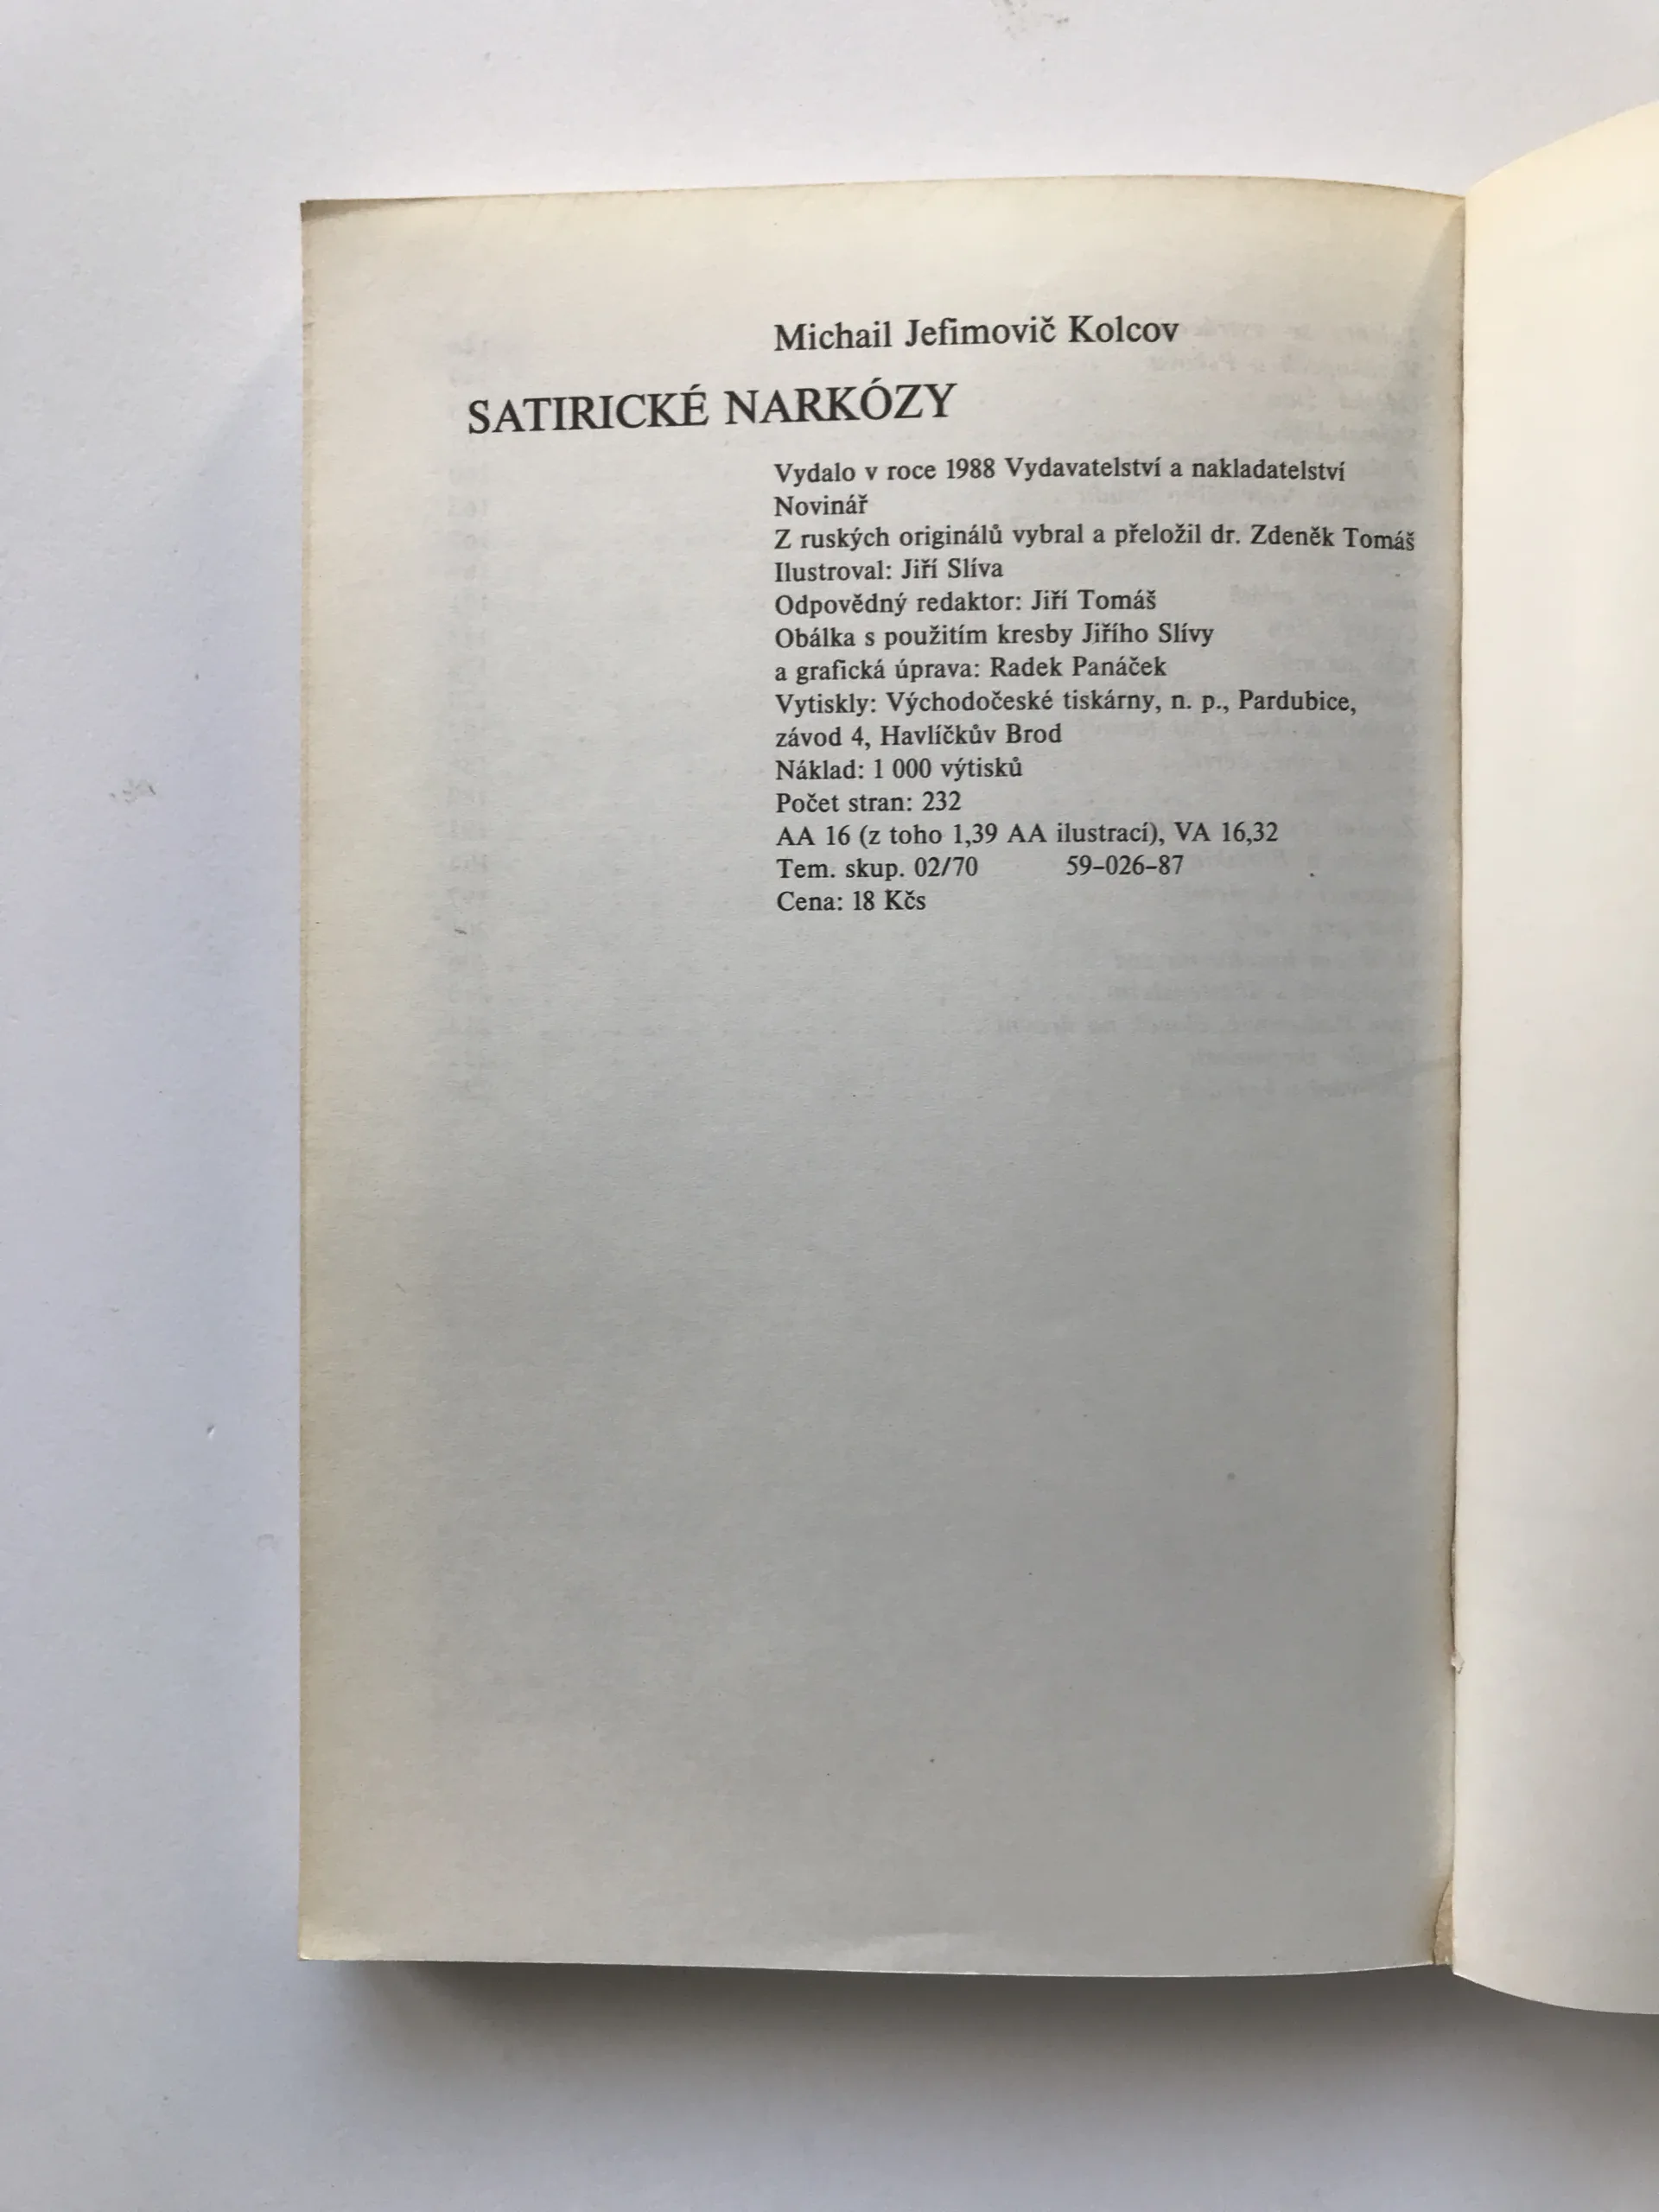 Michail Jefimovič Kolcov
SATIRICKÉ NARKÓZY
Vydalo v roce 1988 Vydavatelství a nakladatelství
Novinář
Z ruských originálů vybral a přeložil dr. Zdeněk Tomáš
Ilustroval: Jiří Slíva
Odpovědný redaktor: Jiří Tomáš
Obálka s použitím kresby Jiřího Slívy
a grafická úprava: Radek Panáček
Vytiskly: Východočeské tiskárny, n. p., Pardubice,
závod 4, Havlíčkův Brod
Náklad: 1 000 výtisků
Počet stran: 232
AA 16 (z toho 1,39 AA ilustrací), VA 16,32
Tem. skup. 02/70 59-026-87
Cena: 18 Kčs